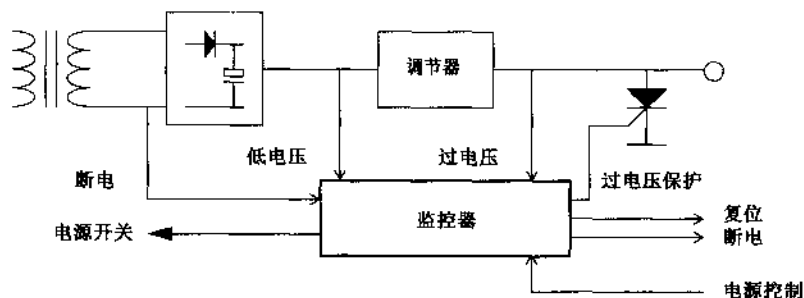 调节器
低电压
过电压
断电
过电压保护
监控器
复位
断电
电源开关
电源控制